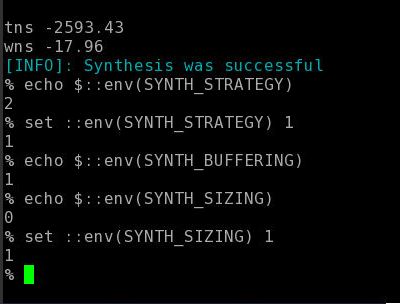 tns -2593.43
wns -17.96
[INFO]: Synthesis was successful
% echo $::env(SYNTH_STRATEGY)
2
% set ::env(SYNTH_STRATEGY) 1
1
% echo $::env(SYNTH_BUFFERING)
1
% echo $::env(SYNTH_SIZING)
0
% set ::env(SYNTH_SIZING) 1
1
%